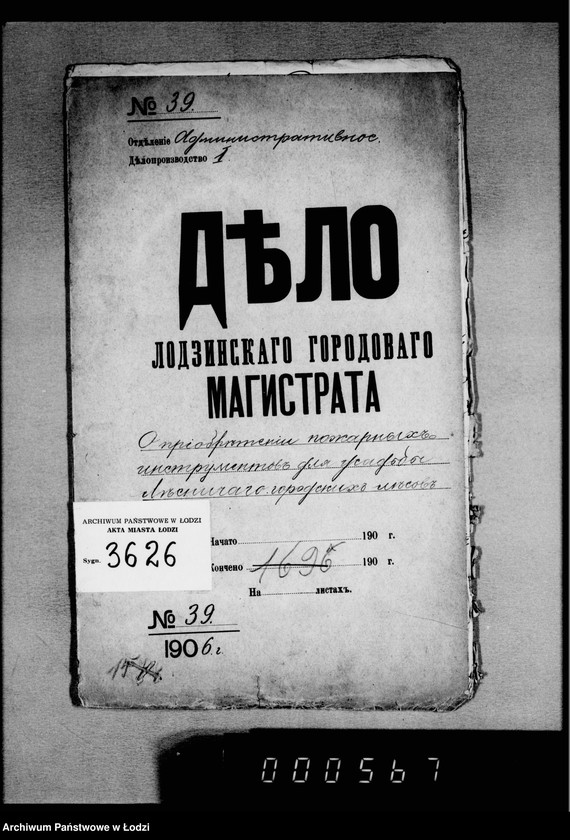 № 39.
Отдѣленіе Административное.
Дѣлопроизводство I
ДѢЛО
ЛОДЗИНСКАГО ГОРОДОВАГО
МАГИСТРАТА
О пріобрѣтеніи пожарныхъ
инструментовъ для усадьбы
Лѣсничаго городскихъ лѣсовъ
ARCHIWUM PAŃSTWOWE W ŁODZI
AKTA MIASTA ŁODZI
Sygn. 3626
Начато 190 г.
Кончено 1696 190 г.
На листахъ.
№ 39.
1906 г.
000567
Archiwum Państwowe w Łodzi